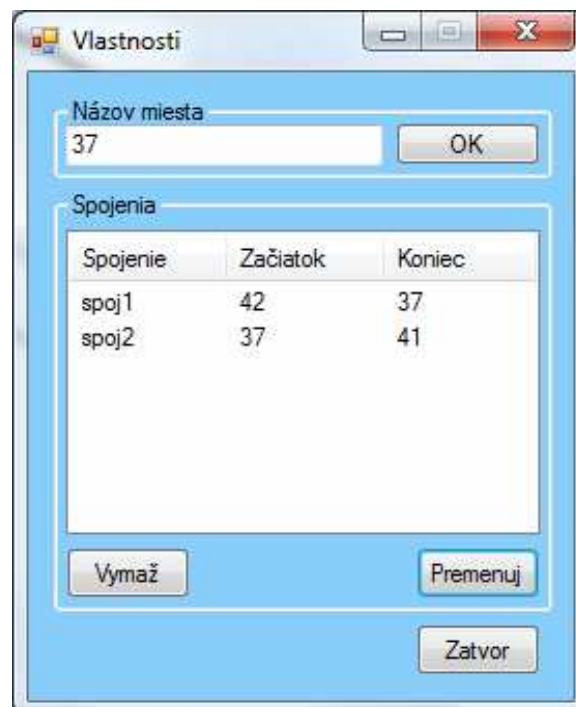 Vlastnosti
Názov miesta
37 OK
Spojenia
Spojenie Začiatok Koniec
spoj1 42 37
spoj2 37 41
Vymaž Premenuj
Zatvor